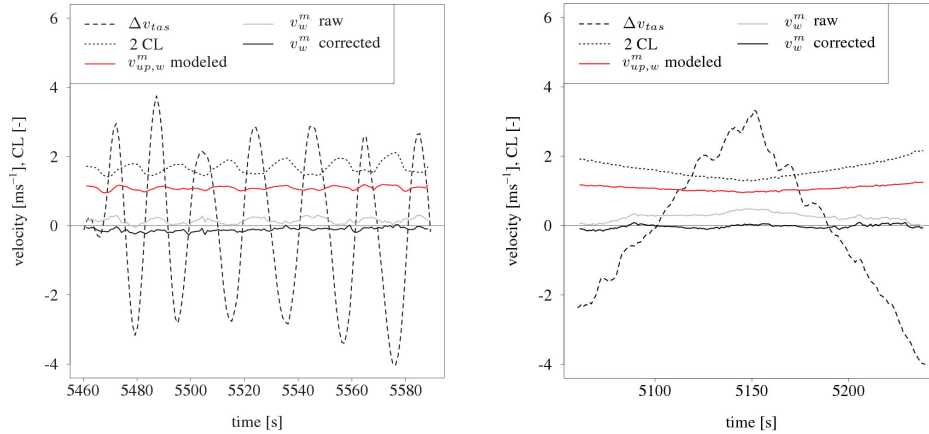 6
4
2
0
-2
-4
velocity [ms⁻¹], CL [-]
Δv_tas
2 CL
v^m_up,w modeled
v^m_w raw
v^m_w corrected
5460 5480 5500 5520 5540 5560 5580
time [s]
6
4
2
0
-2
-4
velocity [ms⁻¹], CL [-]
Δv_tas
2 CL
v^m_up,w modeled
v^m_w raw
v^m_w corrected
5100 5150 5200
time [s]